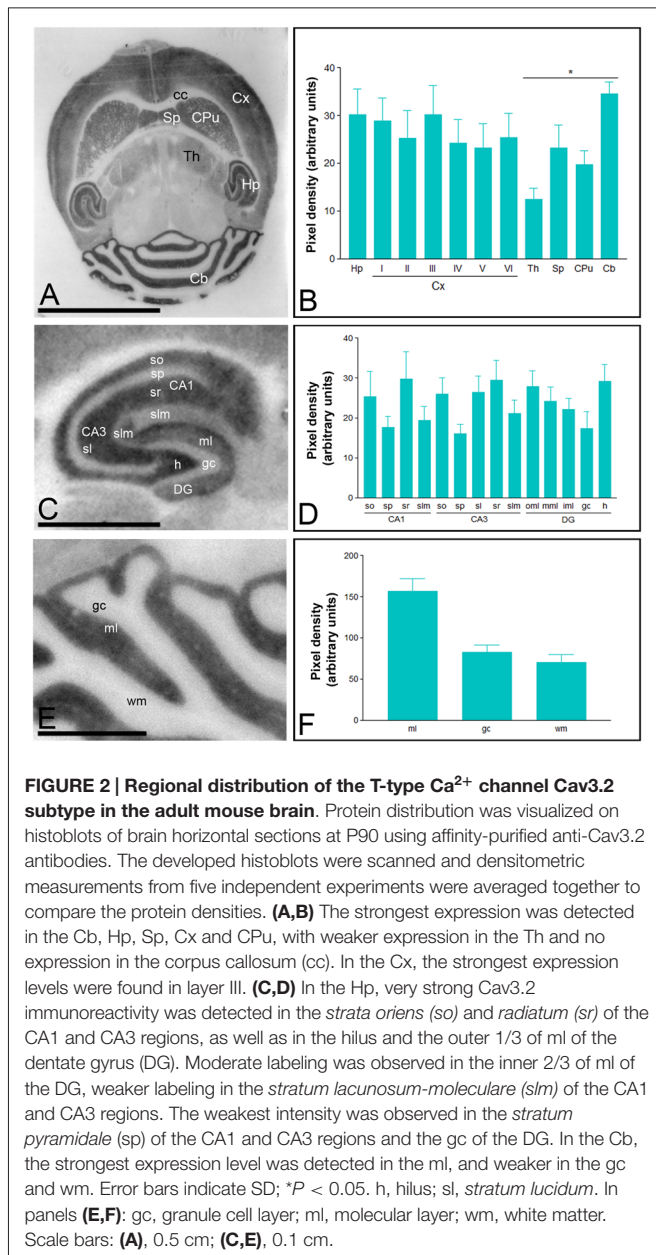 cc
Cx
Sp
CPu
Th
Hp
Cb
A
Pixel density (arbitrary units)
40
30
20
10
0
*
Hp I II III IV V VI Th Sp CPu Cb
Cx
B
so
sp
CA1
sr
slm
CA3
slm
ml
sl
h
gc
DG
C
Pixel density
(arbitrary units)
40
30
20
10
0
so sp sr slm so sp sl sr slm oml mml iml gc h
CA1 CA3 DG
D
gc
ml
wm
E
Pixel density
(arbitrary units)
200
150
100
50
0
ml gc wm
F
FIGURE 2 | Regional distribution of the T-type Ca2+ channel Cav3.2
subtype in the adult mouse brain. Protein distribution was visualized on
histoblots of brain horizontal sections at P90 using affinity-purified anti-Cav3.2
antibodies. The developed histoblots were scanned and densitometric
measurements from five independent experiments were averaged together to
compare the protein densities. (A,B) The strongest expression was detected
in the Cb, Hp, Sp, Cx and CPu, with weaker expression in the Th and no
expression in the corpus callosum (cc). In the Cx, the strongest expression
levels were found in layer III. (C,D) In the Hp, very strong Cav3.2
immunoreactivity was detected in the strata oriens (so) and radiatum (sr) of the
CA1 and CA3 regions, as well as in the hilus and the outer 1/3 of ml of the
dentate gyrus (DG). Moderate labeling was observed in the inner 2/3 of ml of
the DG, weaker labeling in the stratum lacunosum-moleculare (slm) of the CA1
and CA3 regions. The weakest intensity was observed in the stratum
pyramidale (sp) of the CA1 and CA3 regions and the gc of the DG. In the Cb,
the strongest expression level was detected in the ml, and weaker in the gc
and wm. Error bars indicate SD; *P < 0.05. h, hilus; sl, stratum lucidum. In
panels (E,F): gc, granule cell layer; ml, molecular layer; wm, white matter.
Scale bars: (A), 0.5 cm; (C,E), 0.1 cm.